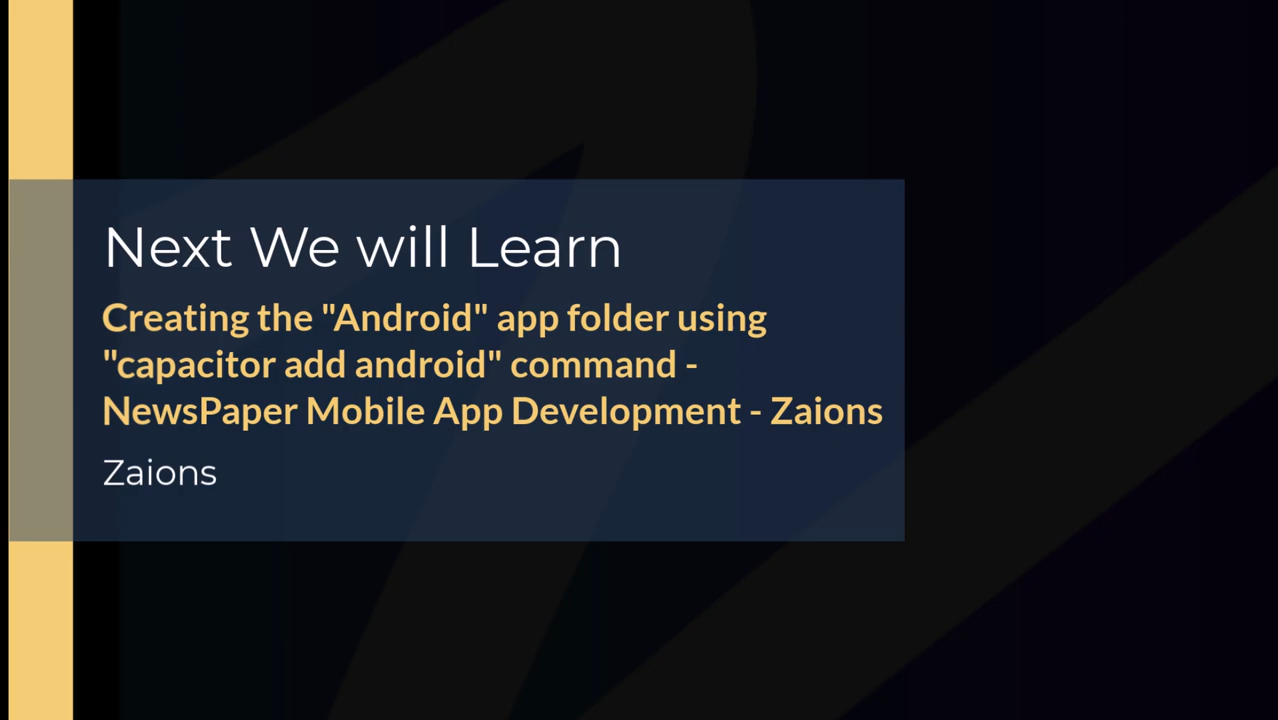 Next We will Learn
Creating the "Android" app folder using
"capacitor add android" command -
NewsPaper Mobile App Development - Zaions
Zaions